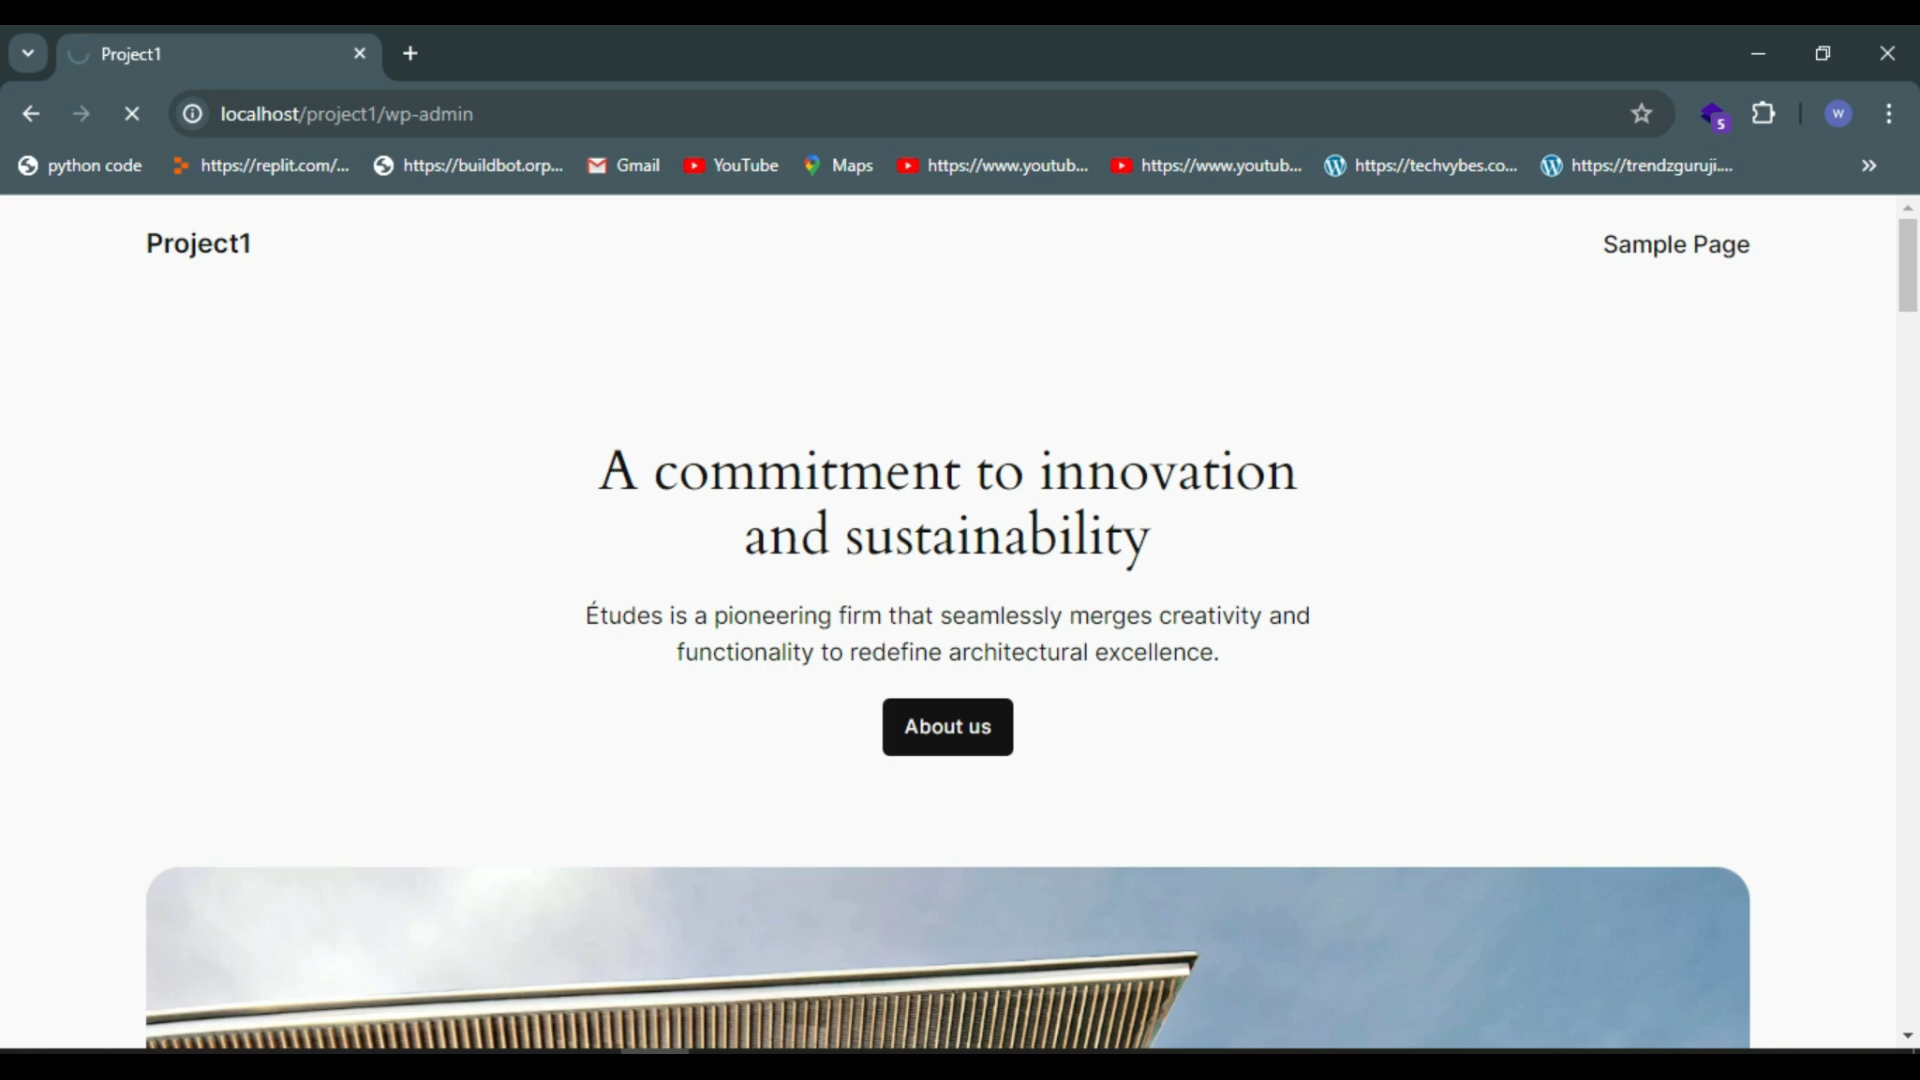 Project1
localhost/project1/wp-admin
5
W
python code https://replit.com/... https://buildbot.orp... Gmail YouTube Maps https://www.youtub... https://www.youtub... https://techvybes.co... https://trendzguruji....
Project1 Sample Page
A commitment to innovation
and sustainability
Études is a pioneering firm that seamlessly merges creativity and
functionality to redefine architectural excellence.
About us